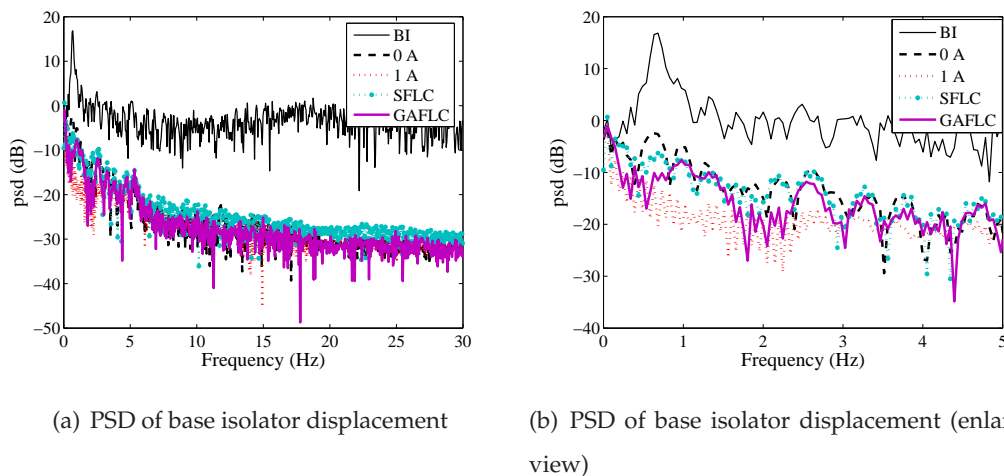 20
10
0
−10
−20
−30
−40
−50
psd (dB)
0 5 10 15 20 25 30
Frequency (Hz)
BI
0 A
1 A
SFLC
GAFLC
20
10
0
−10
−20
−30
−40
psd (dB)
0 1 2 3 4 5
Frequency (Hz)
BI
0 A
1 A
SFLC
GAFLC
(a) PSD of base isolator displacement
(b) PSD of base isolator displacement (enlar
view)